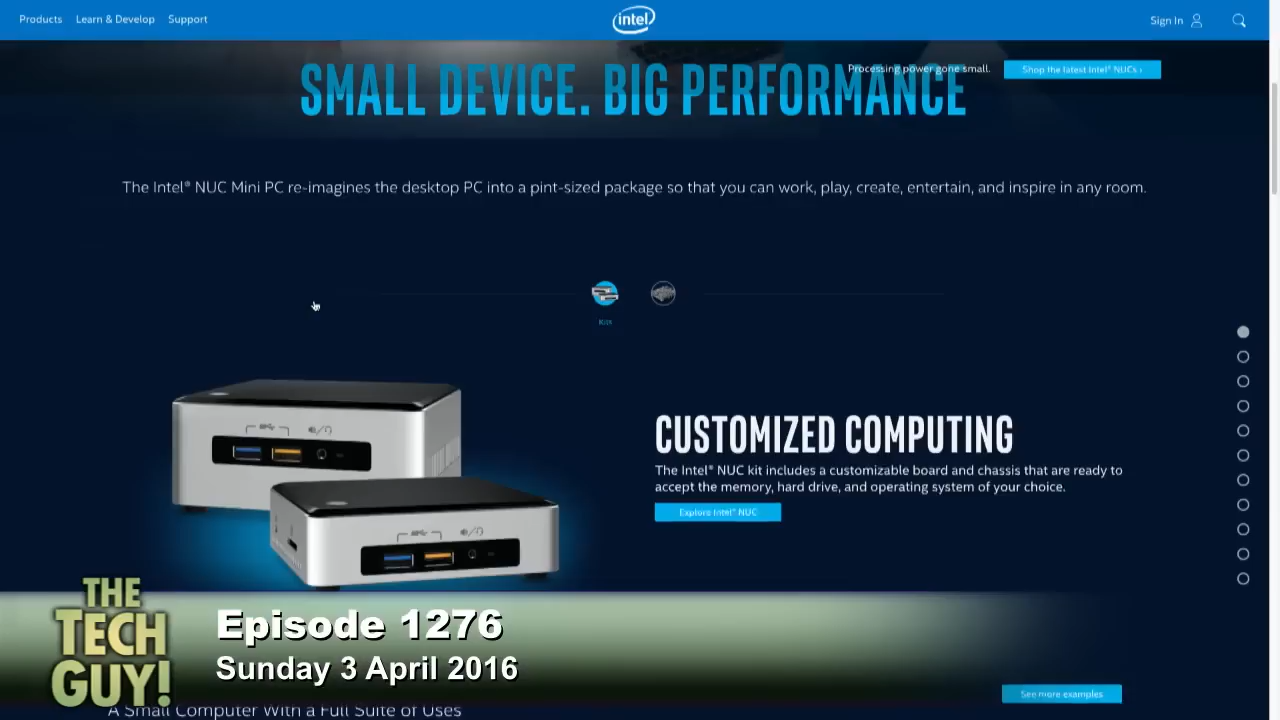 Products Learn & Develop Support
intel
Sign In
Processing power gone small.
Shop the latest Intel® NUCs ›
SMALL DEVICE. BIG PERFORMANCE
The Intel® NUC Mini PC re-imagines the desktop PC into a pint-sized package so that you can work, play, create, entertain, and inspire in any room.
CUSTOMIZED COMPUTING
The Intel® NUC kit includes a customizable board and chassis that are ready to
accept the memory, hard drive, and operating system of your choice.
Explore Intel® NUC
THE
TECH
GUY!
Episode 1276
Sunday 3 April 2016
See more examples
A Small Computer With a Full Suite of Uses